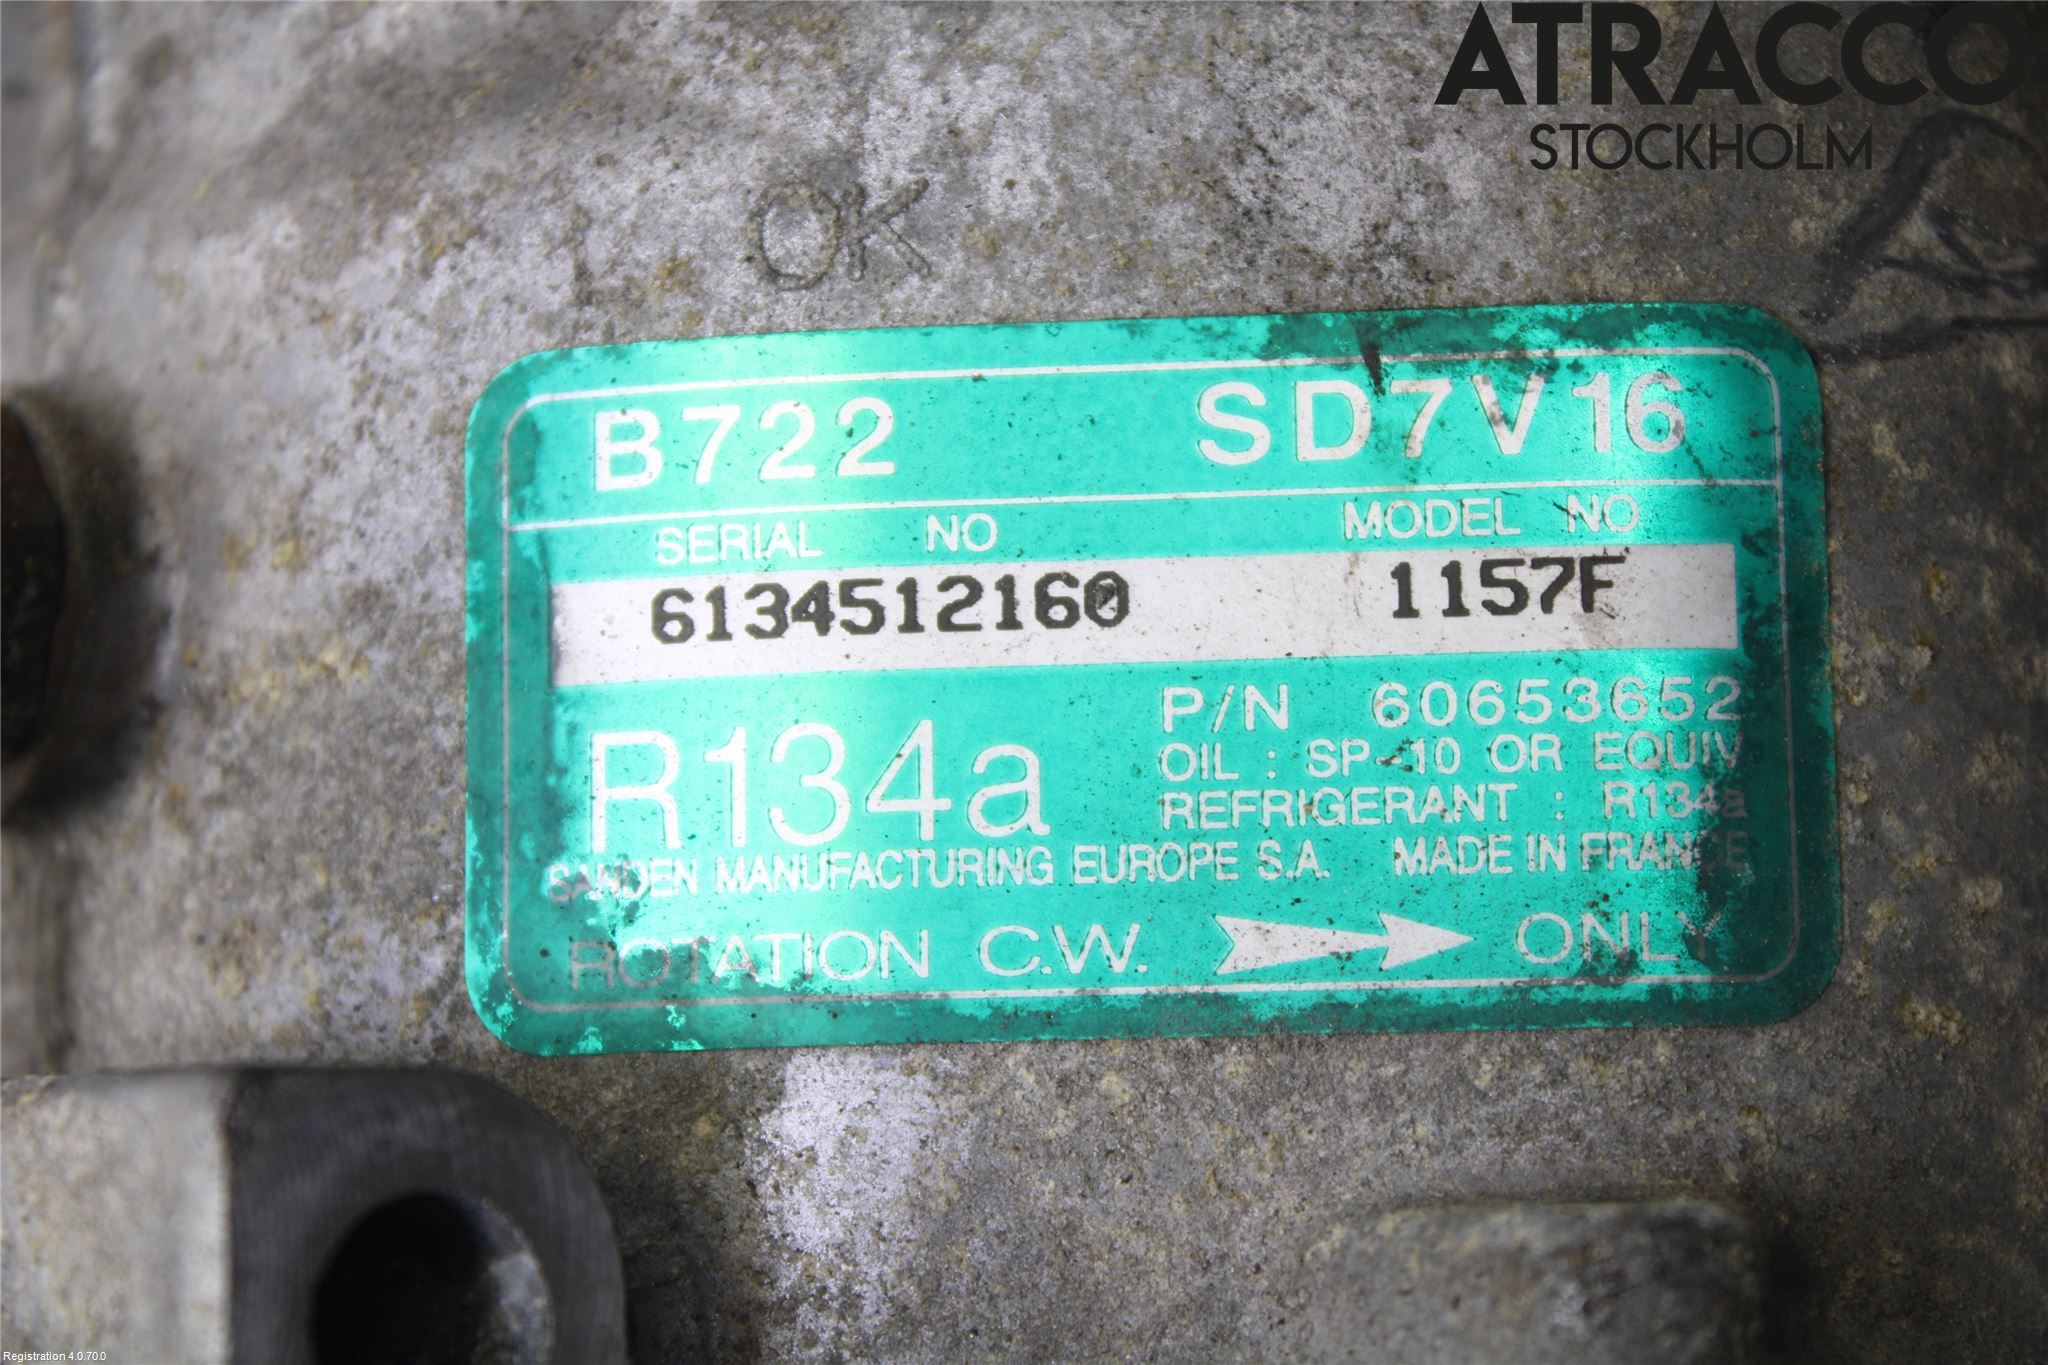 ATRACCO
STOCKHOLM
OK
B722 SD7V16
SERIAL NO MODEL NO
6134512160 1157F
R134a
P/N 60653652
OIL : SP-10 OR EQUIV
REFRIGERANT : R134a
SANDEN MANUFACTURING EUROPE S.A. MADE IN FRANCE
ROTATION C.W. ONLY
Registration 4.0.70.0